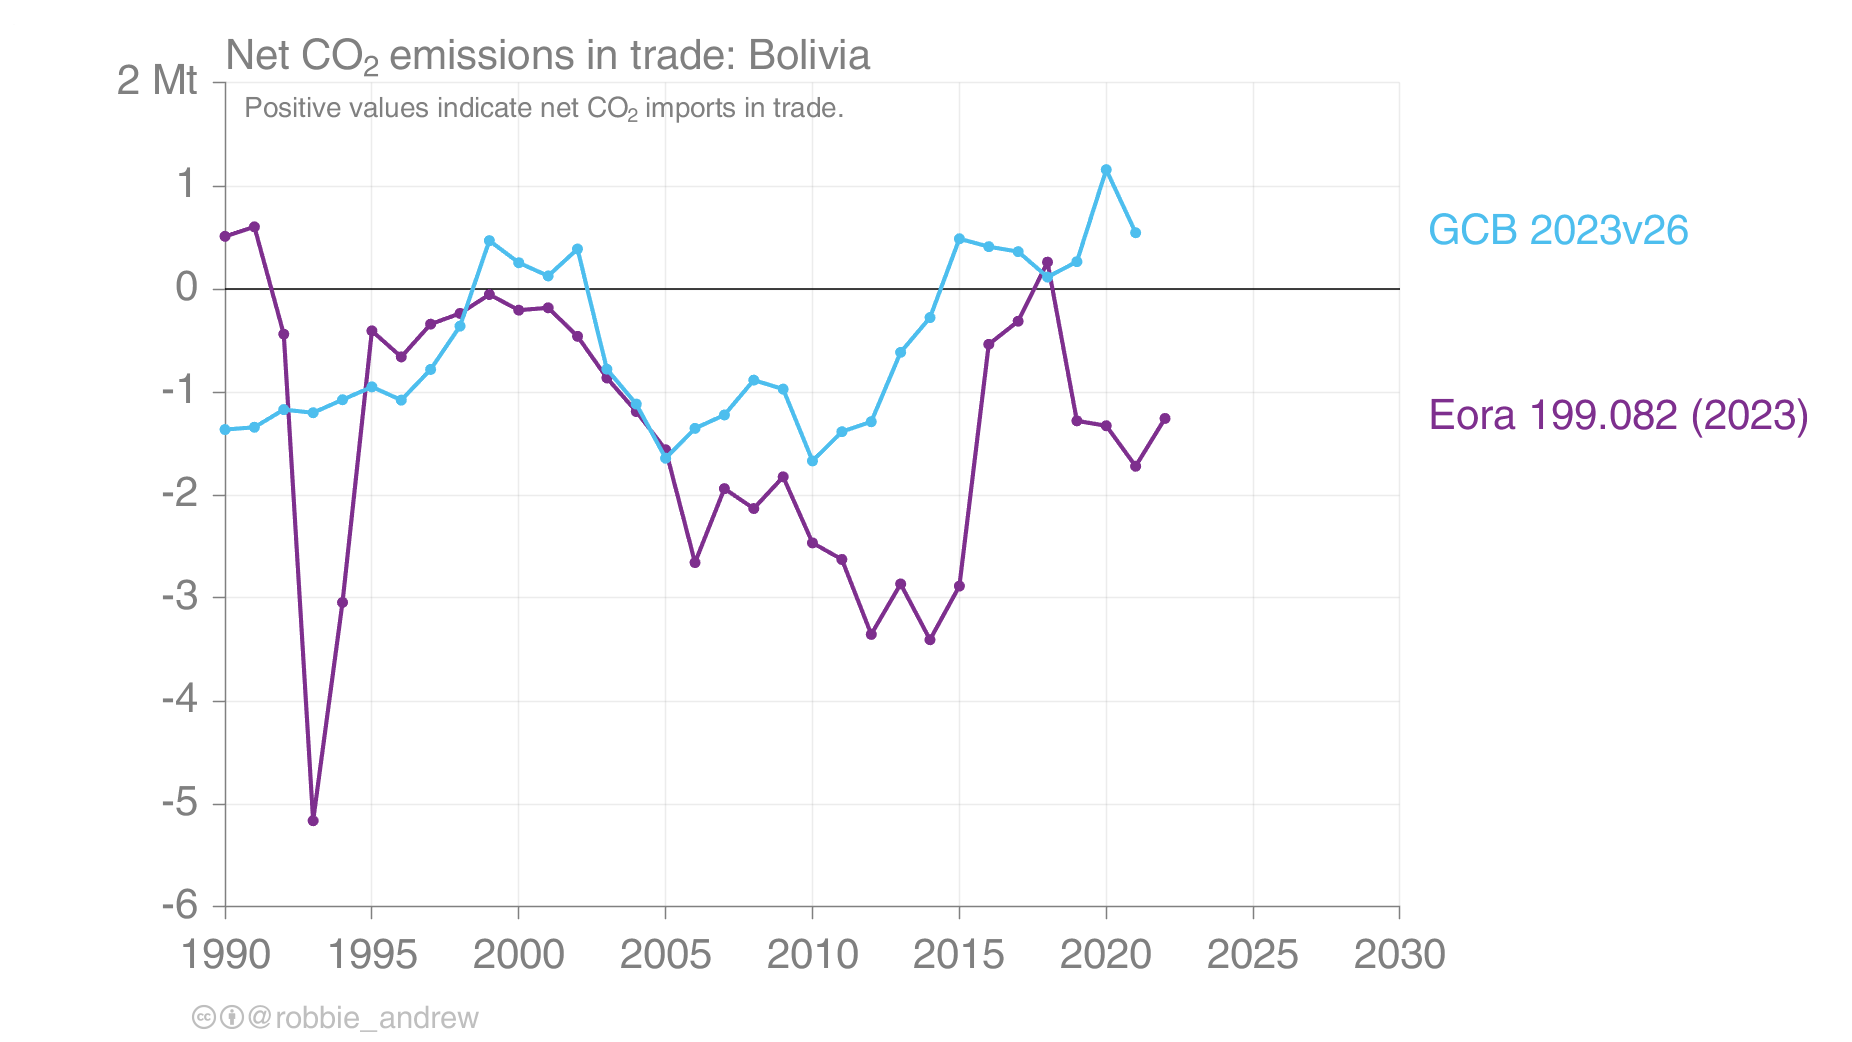 Net CO₂ emissions in trade: Bolivia
2 Mt
Positive values indicate net CO₂ imports in trade.
1
GCB 2023v26
0
-1
Eora 199.082 (2023)
-2
-3
-4
-5
-6
1990 1995 2000 2005 2010 2015 2020 2025 2030
cc @robbie_andrew